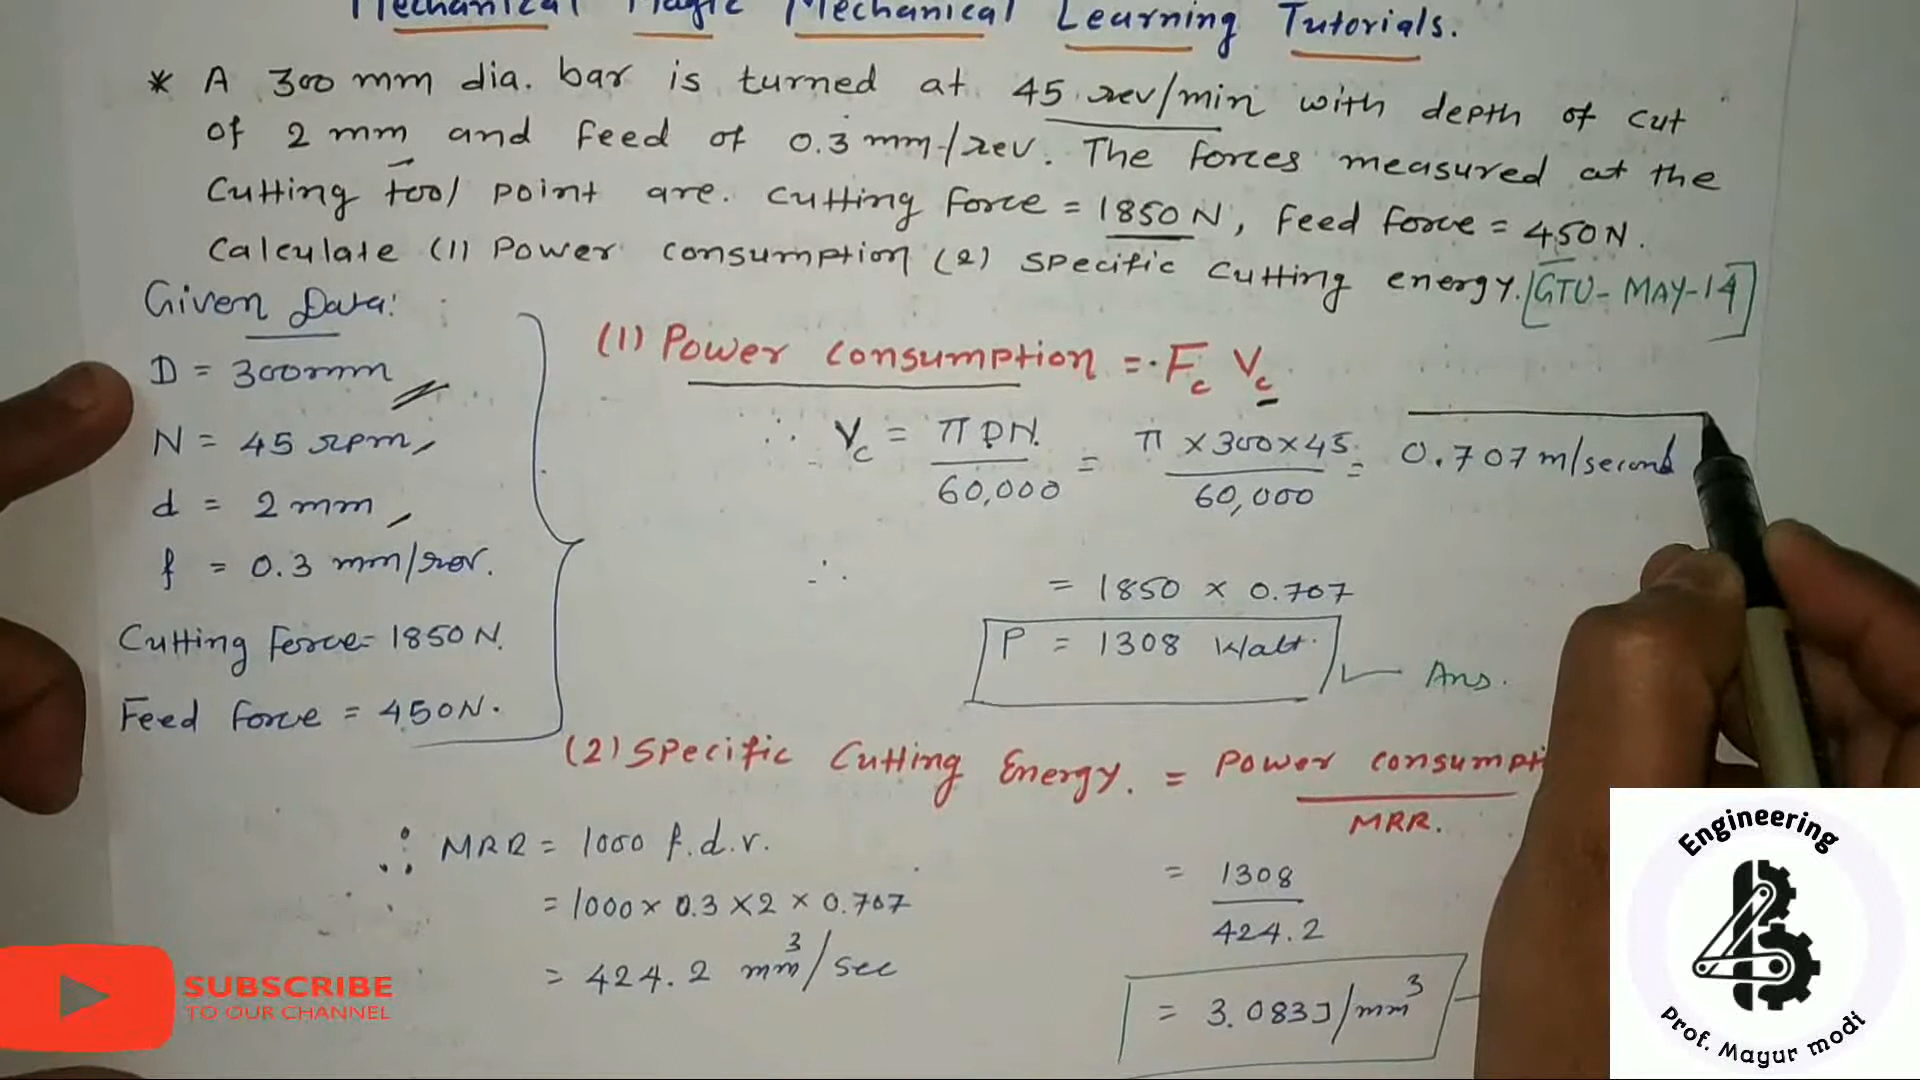 Mechanical Magic Mechanical Learning Tutorials.
* A 300 mm dia. bar is turned at 45 rev/min with depth of cut
of 2 mm and feed of 0.3 mm/rev. The forces measured at the
cutting tool point are. cutting force = 1850 N, feed force = 450 N.
Calculate (1) Power consumption (2) specific cutting energy. [GTU- MAY-14]
Given Data:
D = 300mm
N = 45 rpm
d = 2 mm
f = 0.3 mm/rev.
Cutting force = 1850 N.
Feed force = 450N.
(1) Power consumption = Fc Vc
∴ Vc = πDN / 60,000 = π × 300 × 45 / 60,000 = 0.707 m/second
∴ = 1850 × 0.707
P = 1308 Watt.
Ans.
(2) Specific Cutting Energy. = Power consumpti
MRR.
∴ MRR = 1000 f.d.v.
= 1000 × 0.3 × 2 × 0.707
= 424.2 mm³/sec
= 1308 / 424.2
= 3.083 J/mm³
SUBSCRIBE
TO OUR CHANNEL
Engineering
Prof. Mayur modi